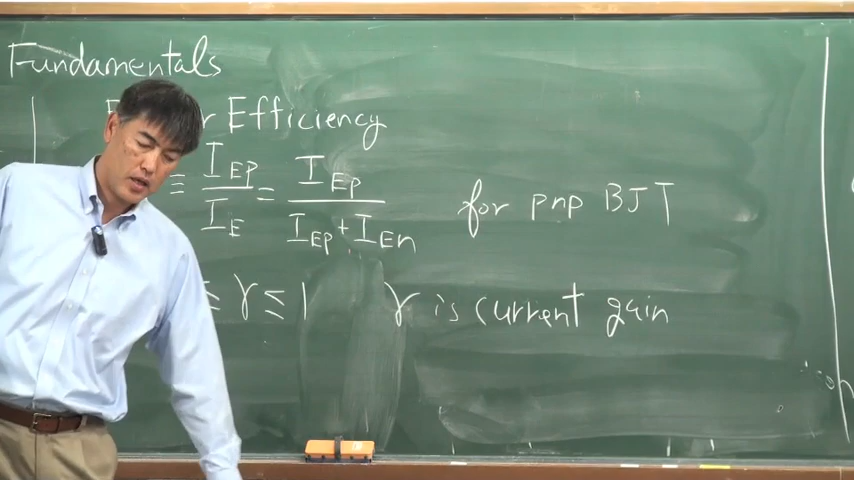 Fundamentals
Efficiency
≡ I_Ep / I_E = I_Ep / (I_Ep + I_En) for pnp BJT
≤ γ ≤ 1 γ is current gain